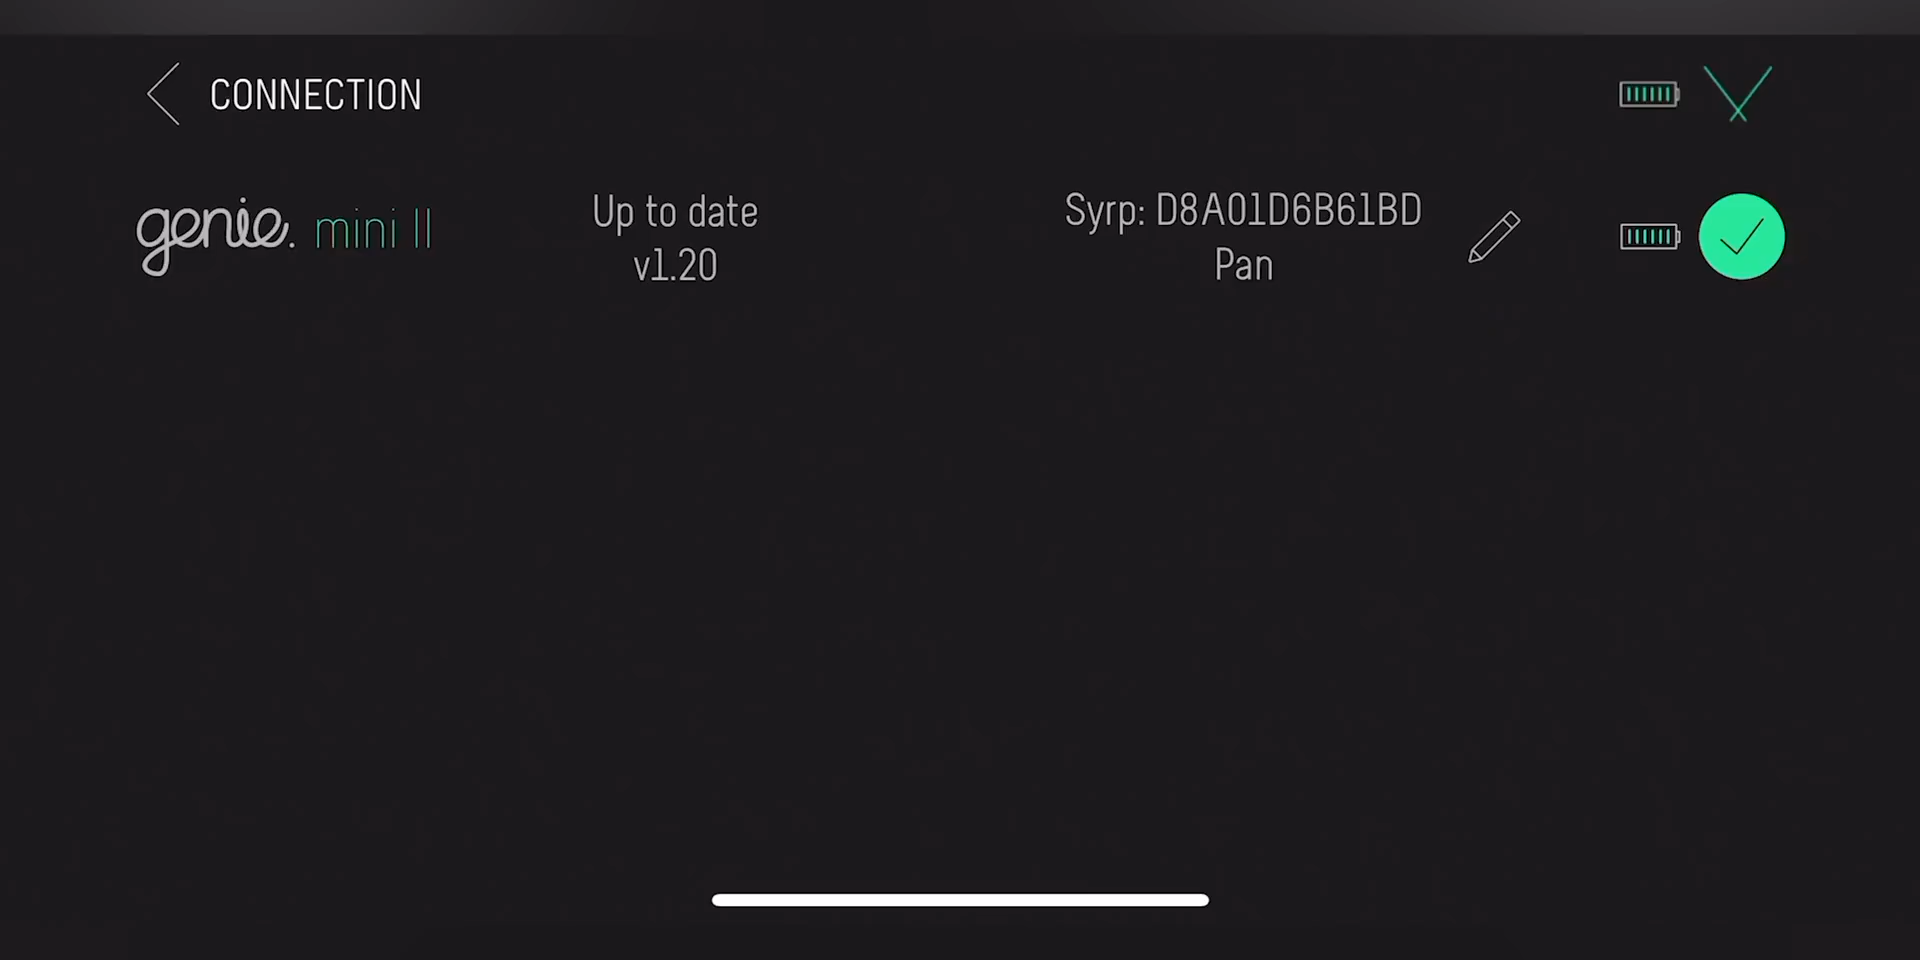 CONNECTION
genie. mini II
Up to date
v1.20
Syrp: D8A01D6B61BD
Pan